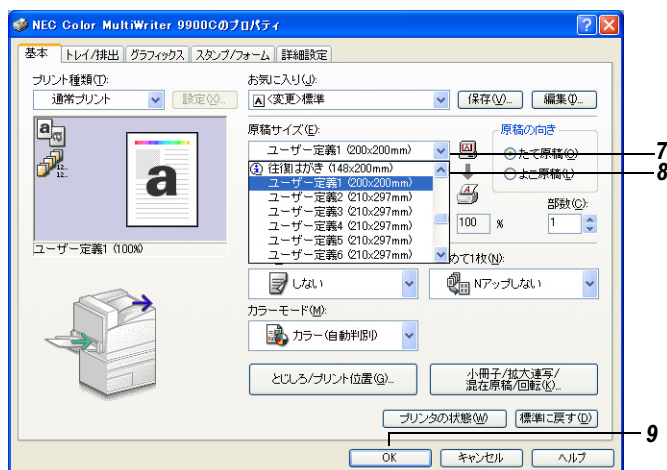 NEC Color MultiWriter 9900Cのプロパティ
基本 トレイ/排出 グラフィックス スタンプ/フォーム 詳細設定
プリント種類(T):
通常プリント 設定(X)...
お気に入り(J):
<変更>標準 保存(V)... 編集(I)...
原稿サイズ(E):
ユーザー定義1 (200x200mm)
往復はがき (148x200mm)
ユーザー定義1 (200x200mm)
ユーザー定義2 (210x297mm)
ユーザー定義3 (210x297mm)
ユーザー定義4 (210x297mm)
ユーザー定義5 (210x297mm)
ユーザー定義6 (210x297mm)
原稿の向き
たて原稿(O)
よこ原稿(L)
7
8
100 %
部数(C):
1
ユーザー定義1 (100%)
めて1枚(N):
しない
Nアップしない
カラーモード(M):
カラー(自動判別)
とじしろ/プリント位置(G)...
小冊子/拡大連写/
混在原稿/回転(K)...
プリンタの状態(W) 標準に戻す(D)
9
OK キャンセル ヘルプ